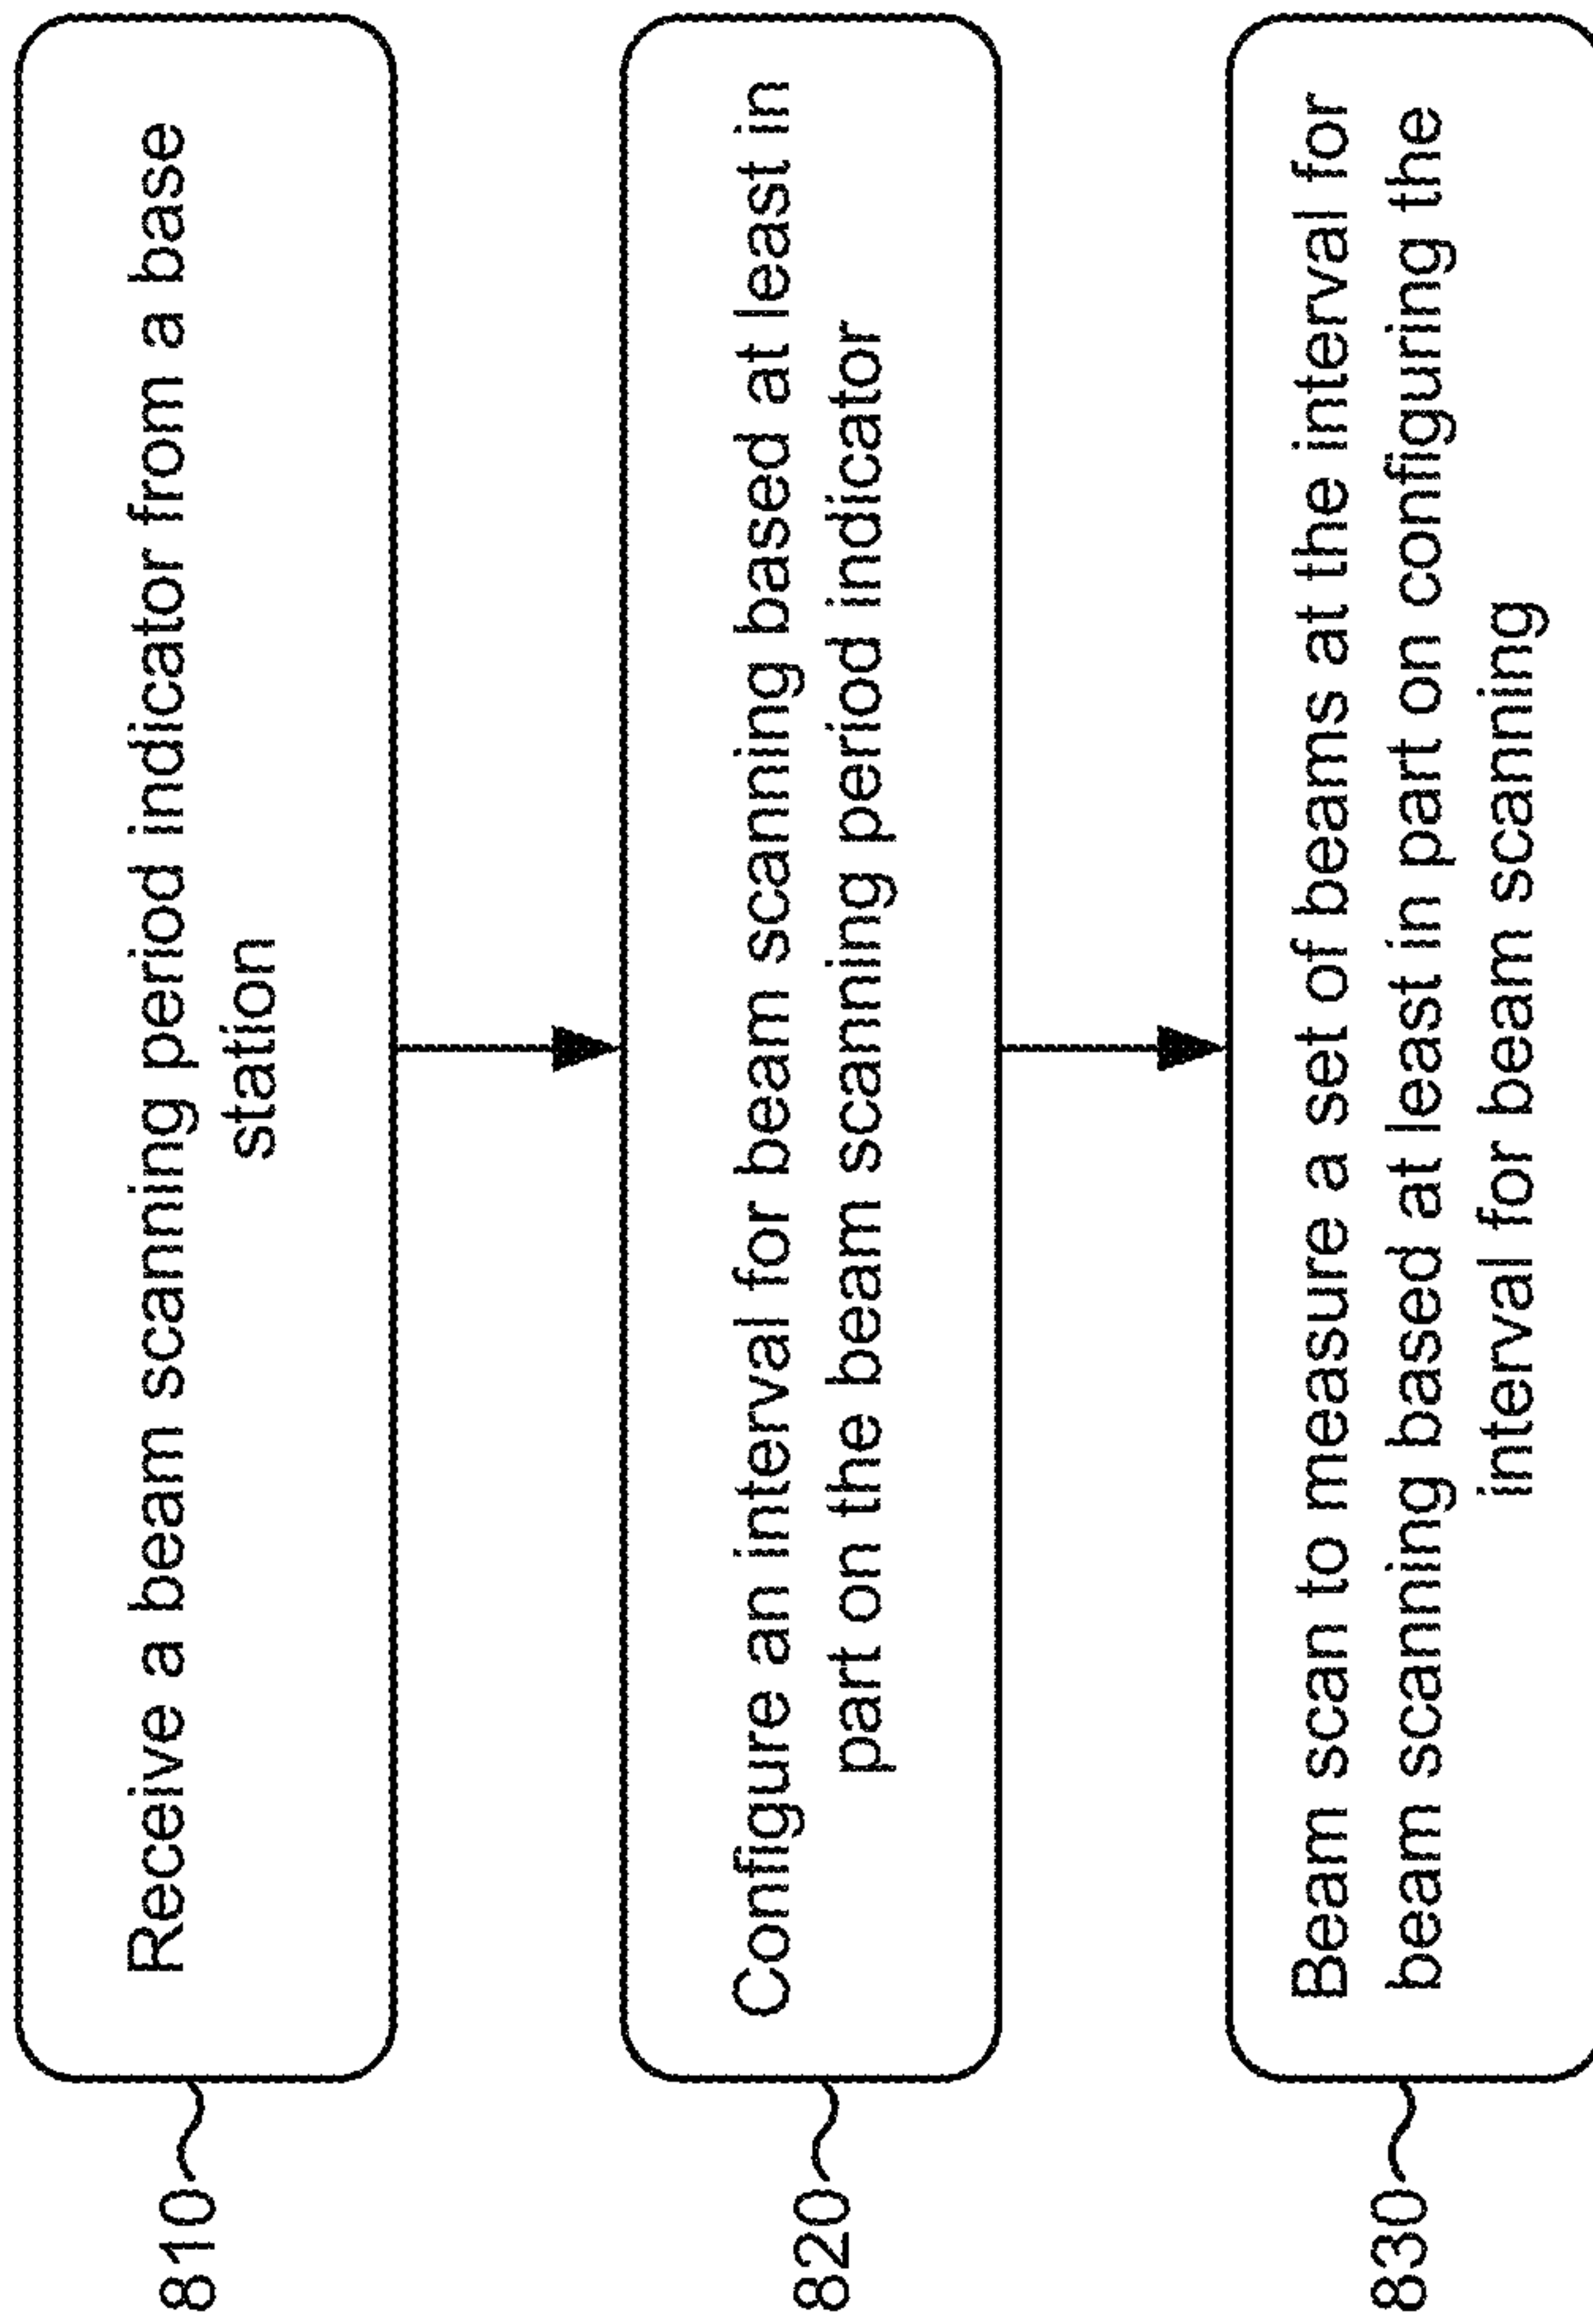 810
Receive a beam scanning period indicator from a base
station
820
Configure an interval for beam scanning based at least in
part on the beam scanning period indicator
830
Beam scan to measure a set of beams at the interval for
beam scanning based at least in part on configuring the
interval for beam scanning